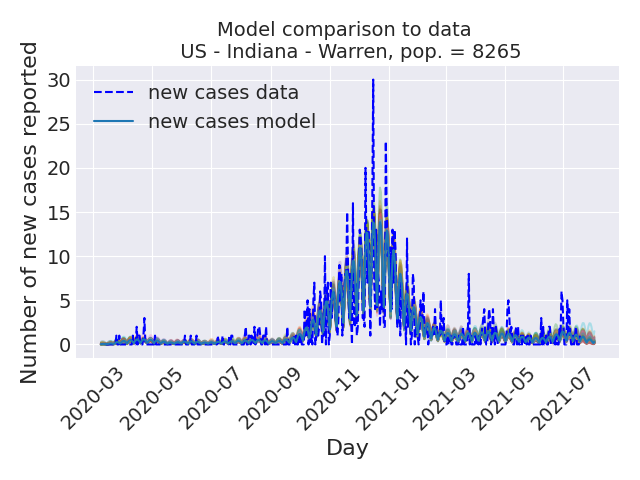 Model comparison to data
US - Indiana - Warren, pop. = 8265
Number of new cases reported
30
25
20
15
10
5
0
new cases data
new cases model
2020-03
2020-05
2020-07
2020-09
2020-11
2021-01
2021-03
2021-05
2021-07
Day